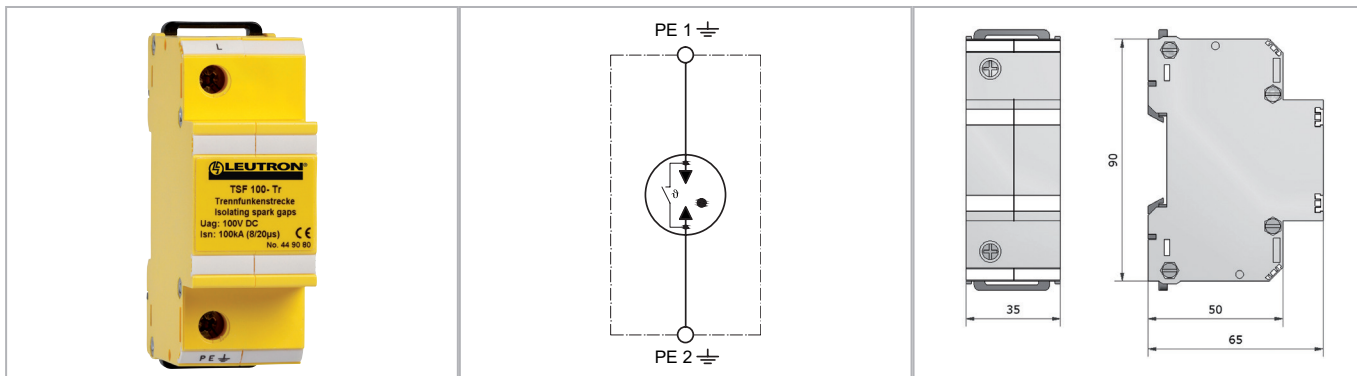 L
LEUTRON®
TSF 100- Tr
Trennfunkenstrecke
Isolating spark gaps
Uag: 100V DC
Isn: 100kA (8/20µs) CE
No. 44 90 80
PE ⏚
PE 1 ⏚
ϑ
PE 2 ⏚
90
35
50
65